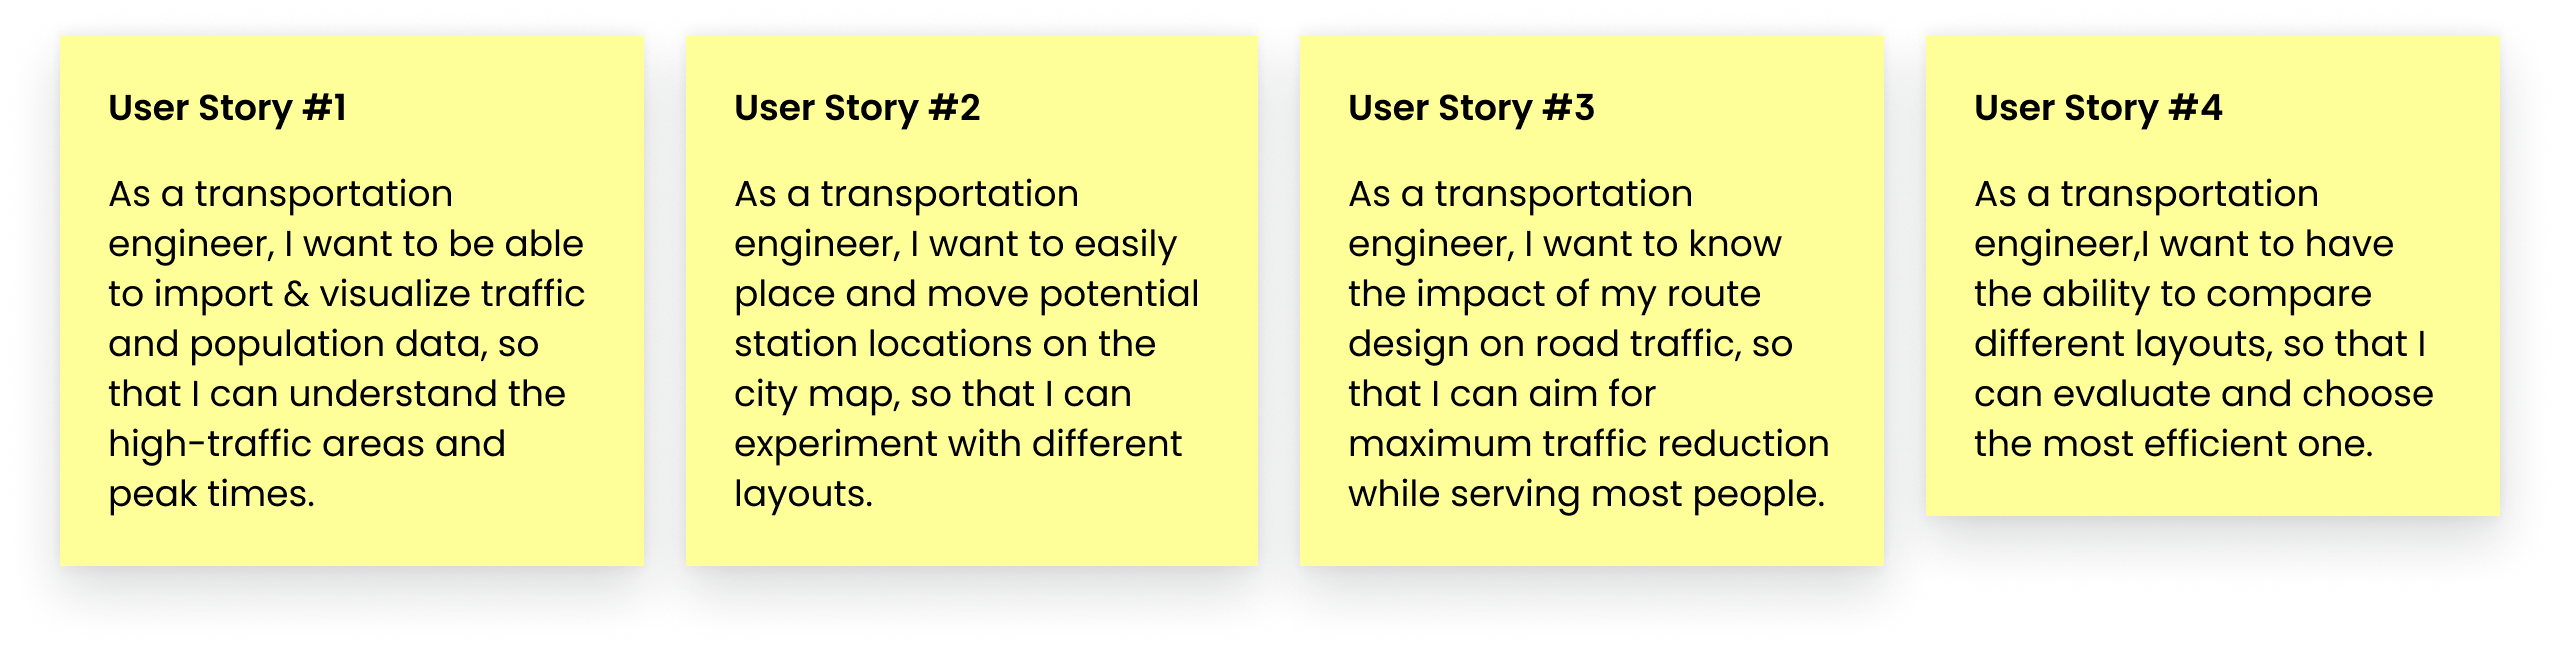 User Story #1
As a transportation
engineer, I want to be able
to import & visualize traffic
and population data, so
that I can understand the
high-traffic areas and
peak times.
User Story #2
As a transportation
engineer, I want to easily
place and move potential
station locations on the
city map, so that I can
experiment with different
layouts.
User Story #3
As a transportation
engineer, I want to know
the impact of my route
design on road traffic, so
that I can aim for
maximum traffic reduction
while serving most people.
User Story #4
As a transportation
engineer,I want to have
the ability to compare
different layouts, so that I
can evaluate and choose
the most efficient one.